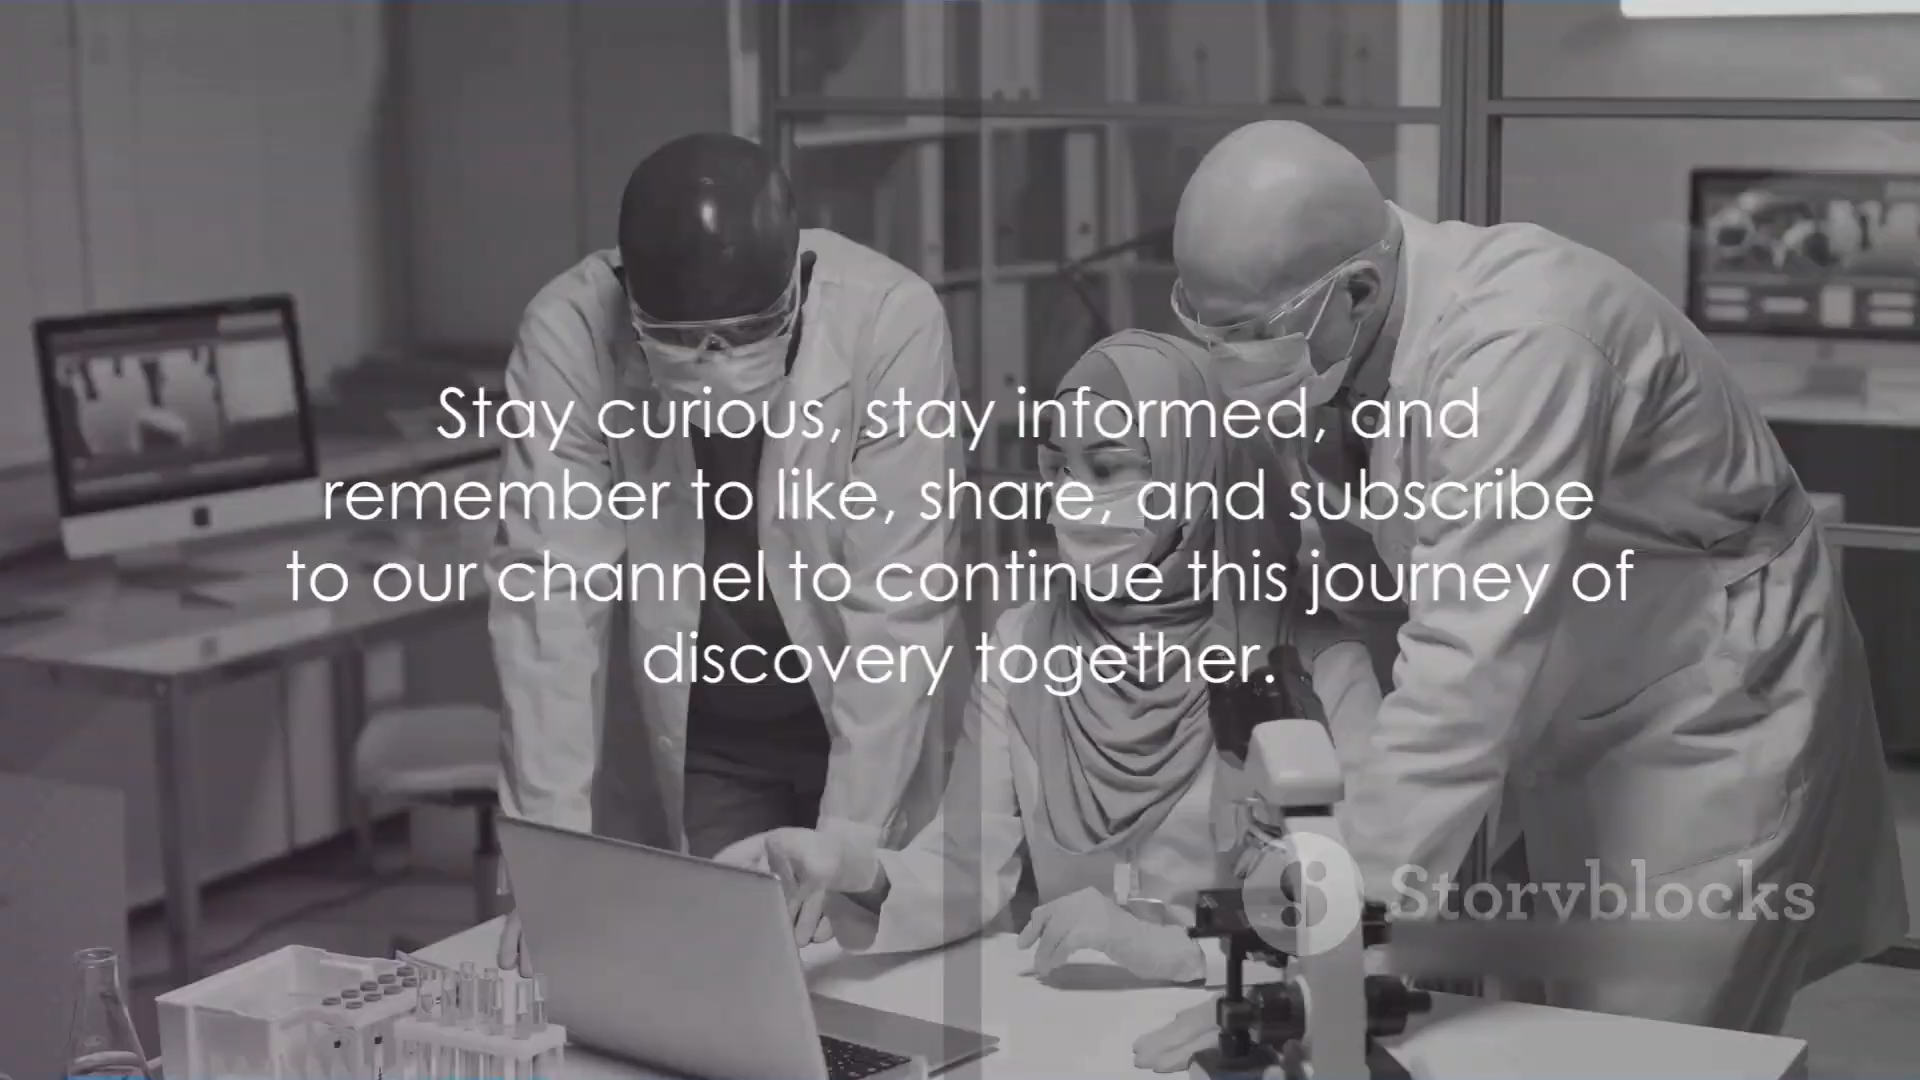 Stay curious, stay informed, and
remember to like, share, and subscribe
to our channel to continue this journey of
discovery together.
Storyblocks